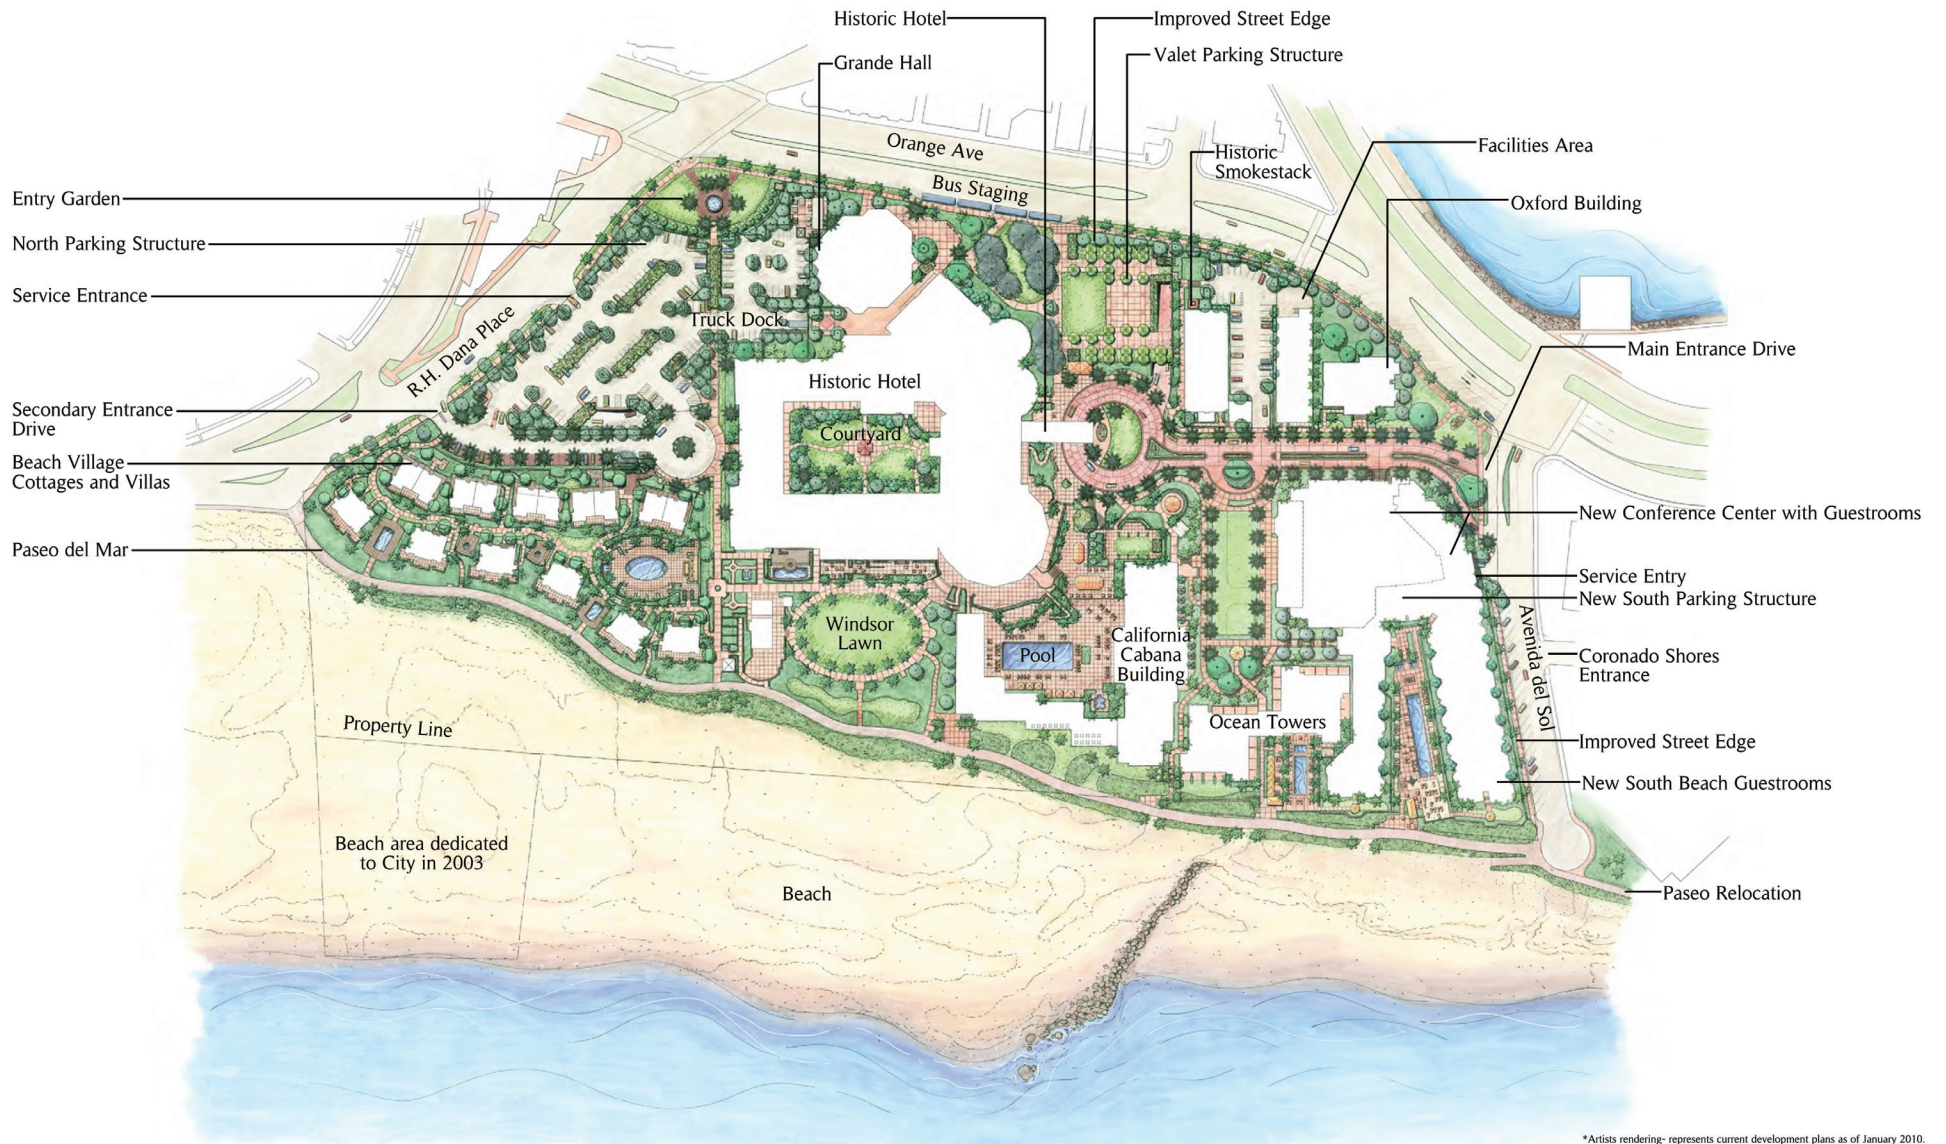 Historic Hotel
Improved Street Edge
Grande Hall
Valet Parking Structure
Orange Ave
Bus Staging
Historic
Smokestack
Facilities Area
Oxford Building
Entry Garden
North Parking Structure
Service Entrance
R.H. Dana Place
Truck Dock
Main Entrance Drive
Historic Hotel
Courtyard
Secondary Entrance
Drive
Beach Village
Cottages and Villas
New Conference Center with Guestrooms
Paseo del Mar
Service Entry
New South Parking Structure
Windsor
Lawn
Pool
California
Cabana
Building
Avenida del Sol
Coronado Shores
Entrance
Ocean Towers
Property Line
Improved Street Edge
New South Beach Guestrooms
Beach area dedicated
to City in 2003
Beach
Paseo Relocation
*Artists rendering- represents current development plans as of January 2010.